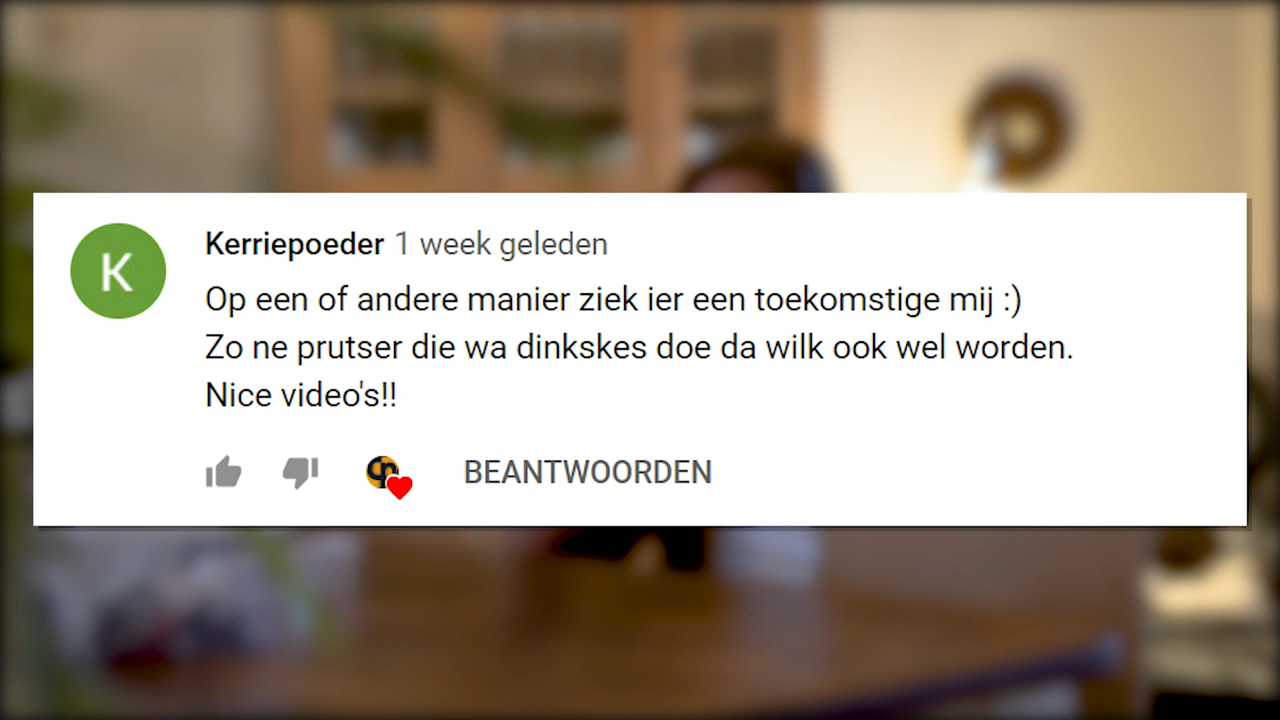 K
Kerriepoeder 1 week geleden
Op een of andere manier ziek ier een toekomstige mij :)
Zo ne prutser die wa dinkskes doe da wilk ook wel worden.
Nice video's!!
BEANTWOORDEN